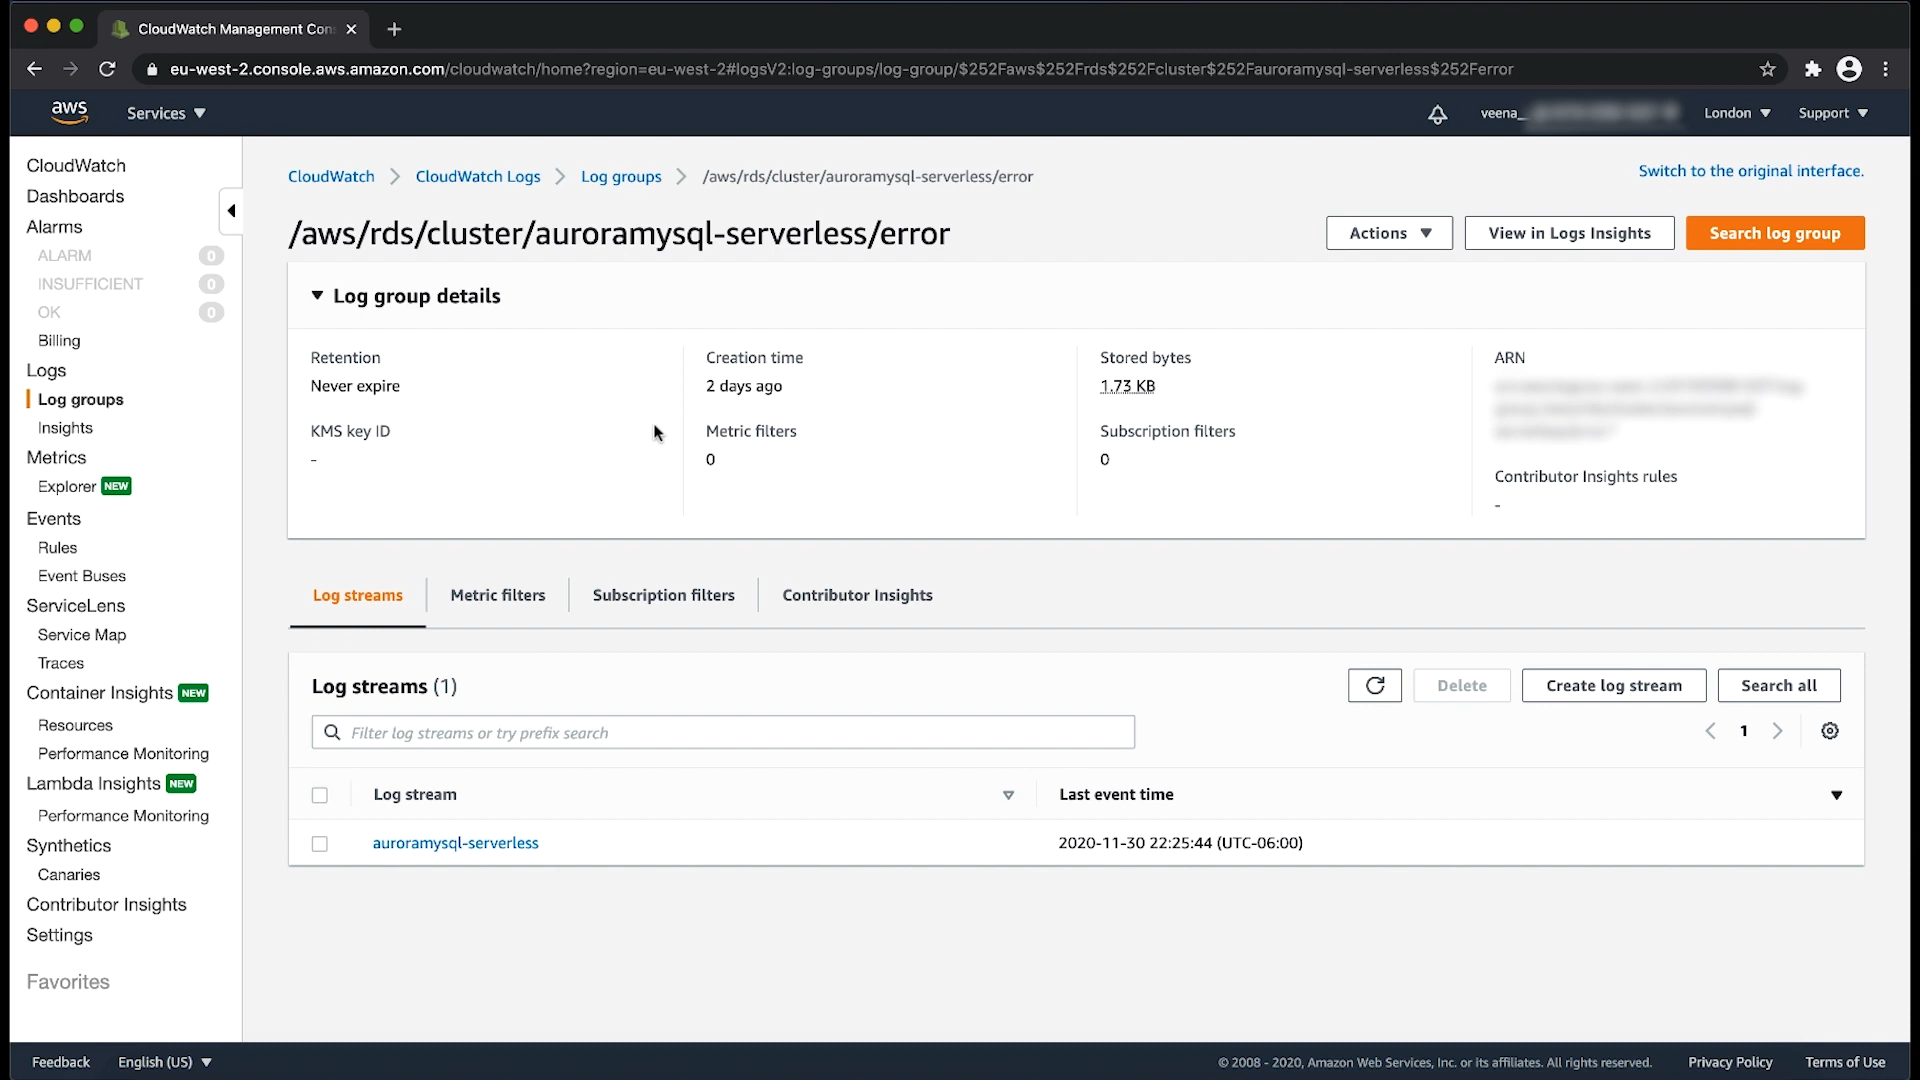 CloudWatch Management Con
eu-west-2.console.aws.amazon.com/cloudwatch/home?region=eu-west-2#logsV2:log-groups/log-group/$252Faws$252Frds$252Fcluster$252Fauroramysql-serverless$252Ferror
aws
Services
veena_
London
Support
CloudWatch
Dashboards
Alarms
ALARM 0
INSUFFICIENT 0
OK 0
Billing
Logs
Log groups
Insights
Metrics
Explorer NEW
Events
Rules
Event Buses
ServiceLens
Service Map
Traces
Container Insights NEW
Resources
Performance Monitoring
Lambda Insights NEW
Performance Monitoring
Synthetics
Canaries
Contributor Insights
Settings
Favorites
CloudWatch > CloudWatch Logs > Log groups > /aws/rds/cluster/auroramysql-serverless/error
Switch to the original interface.
/aws/rds/cluster/auroramysql-serverless/error
Actions
View in Logs Insights
Search log group
Log group details
Retention
Never expire
KMS key ID
-
Creation time
2 days ago
Metric filters
0
Stored bytes
1.73 KB
Subscription filters
0
ARN
Contributor Insights rules
-
Log streams
Metric filters
Subscription filters
Contributor Insights
Log streams (1)
Delete
Create log stream
Search all
Filter log streams or try prefix search
1
Log stream
Last event time
auroramysql-serverless
2020-11-30 22:25:44 (UTC-06:00)
Feedback
English (US)
© 2008 - 2020, Amazon Web Services, Inc. or its affiliates. All rights reserved.
Privacy Policy
Terms of Use